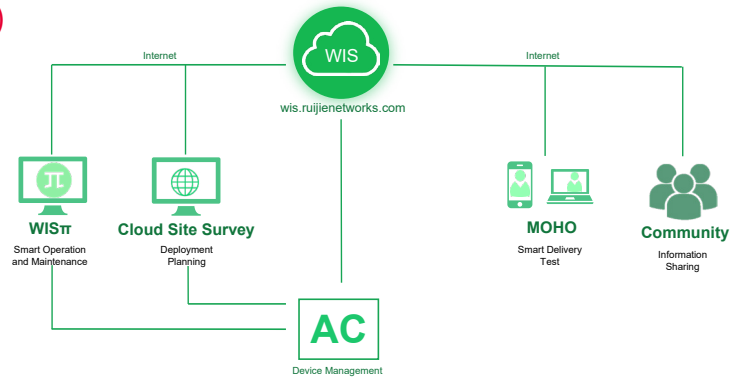 WIS
Internet
Internet
wis.ruijienetworks.com
π
WISπ
Smart Operation
and Maintenance
Cloud Site Survey
Deployment
Planning
MOHO
Smart Delivery
Test
Community
Information
Sharing
AC
Device Management